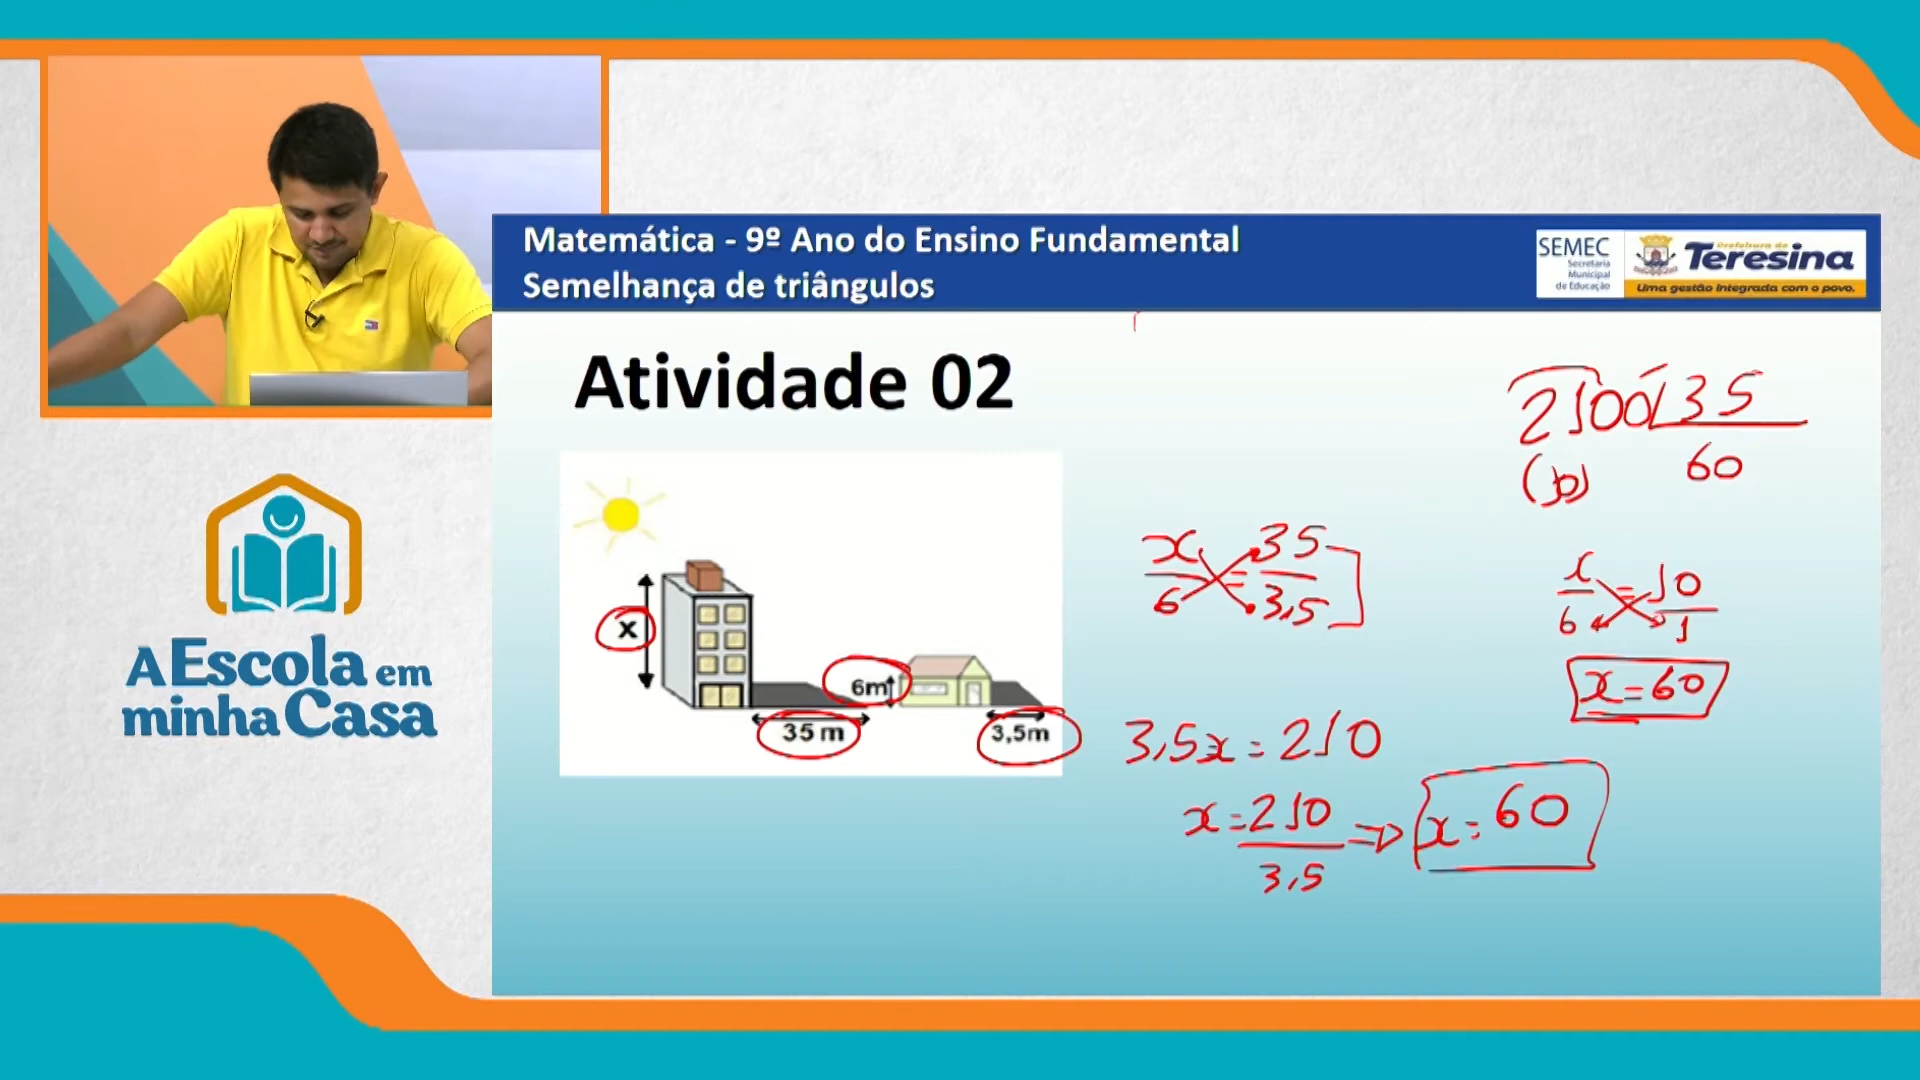 Matemática - 9º Ano do Ensino Fundamental
Semelhança de triângulos
SEMEC
Secretaria
Municipal
de Educação
Prefeitura de
Teresina
Uma gestão integrada com o povo.
Atividade 02
x
6m
35 m
3,5m
A Escola em
minha Casa
x/6 = 35/3,5
3,5x = 210
x = 210/3,5 ⇒ x = 60
2100 35
60
x/6 = 10/1
x = 60